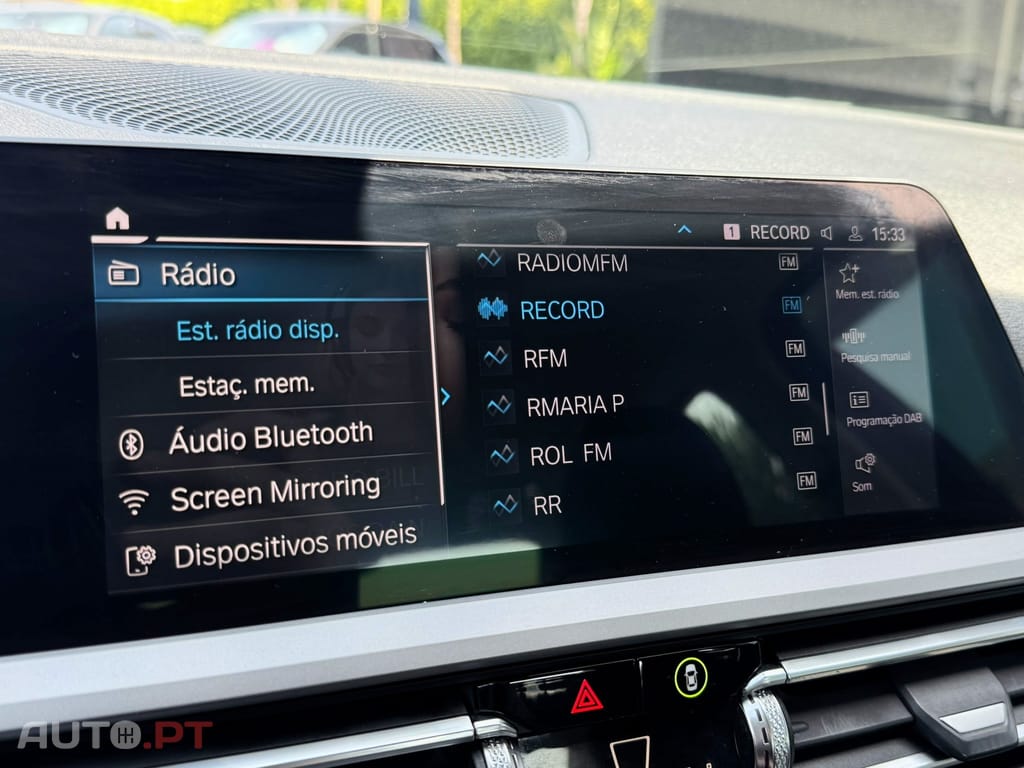 1 RECORD 15:33
Rádio
Est. rádio disp.
Estaç. mem.
Áudio Bluetooth
Screen Mirroring
Dispositivos móveis
RADIOMFM FM
RECORD FM
RFM FM
RMARIA P FM
ROL FM FM
RR FM
Mem. est. rádio
Pesquisa manual
Programação DAB
Som
AUTO.PT